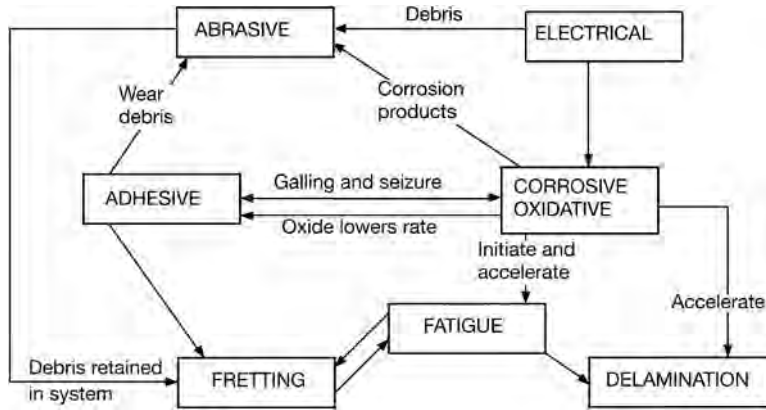 Debris
ABRASIVE
ELECTRICAL
Wear
debris
Corrosion
products
ADHESIVE
Galling and seizure
CORROSIVE
OXIDATIVE
Oxide lowers rate
Initiate and
accelerate
Accelerate
FATIGUE
Debris retained
in system
FRETTING
DELAMINATION